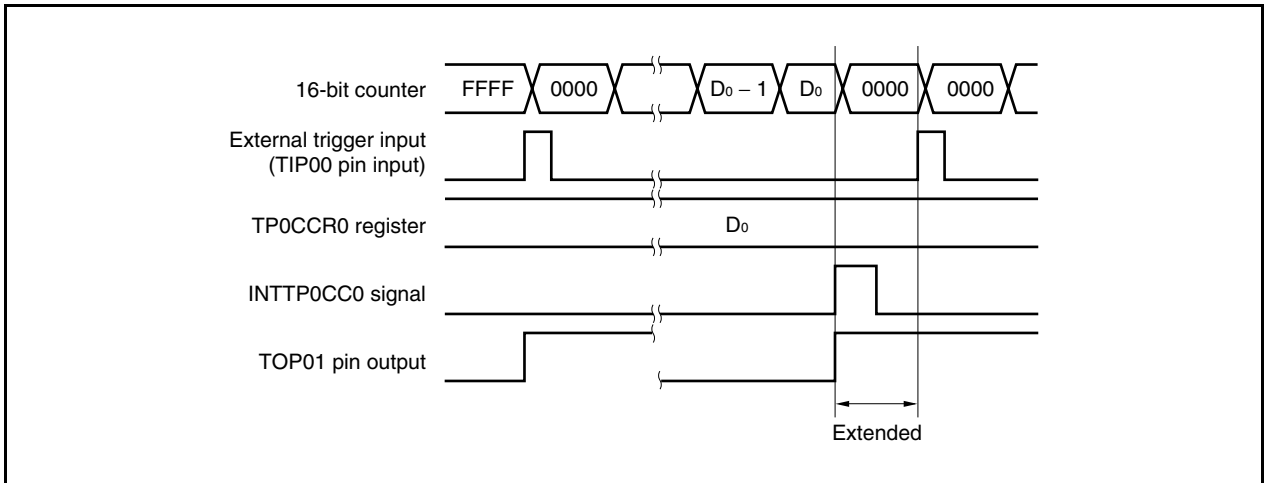 16-bit counter FFFF 0000 D₀ − 1 D₀ 0000 0000
External trigger input
(TIP00 pin input)
TP0CCR0 register D₀
INTTP0CC0 signal
TOP01 pin output
Extended